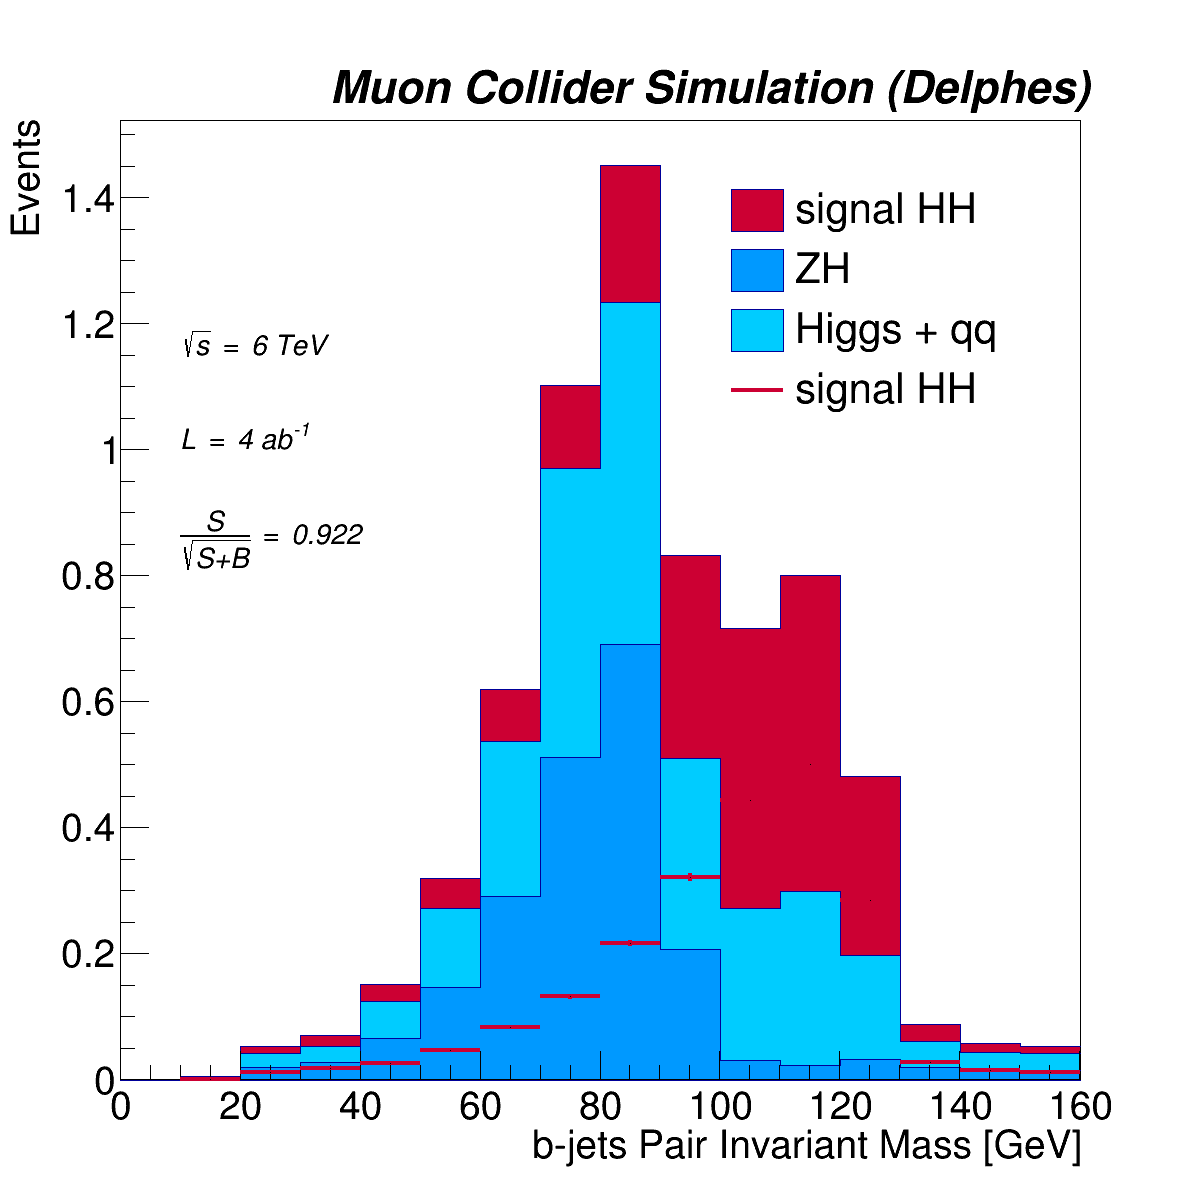 Muon Collider Simulation (Delphes)
Events
1.4
1.2
1
0.8
0.6
0.4
0.2
0
signal HH
ZH
Higgs + qq
signal HH
√s = 6 TeV
L = 4 ab⁻¹
S
√S+B = 0.922
0 20 40 60 80 100 120 140 160
b-jets Pair Invariant Mass [GeV]